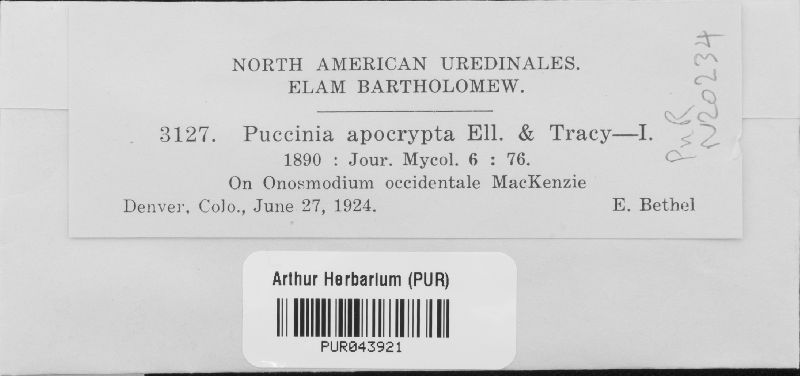 NORTH AMERICAN UREDINALES.
ELAM BARTHOLOMEW.
3127. Puccinia apocrypta Ell. & Tracy—I.
1890 : Jour. Mycol. 6 : 76.
On Onosmodium occidentale MacKenzie
Denver, Colo., June 27, 1924. E. Bethel
PUR
N20234
Arthur Herbarium (PUR)
PUR043921